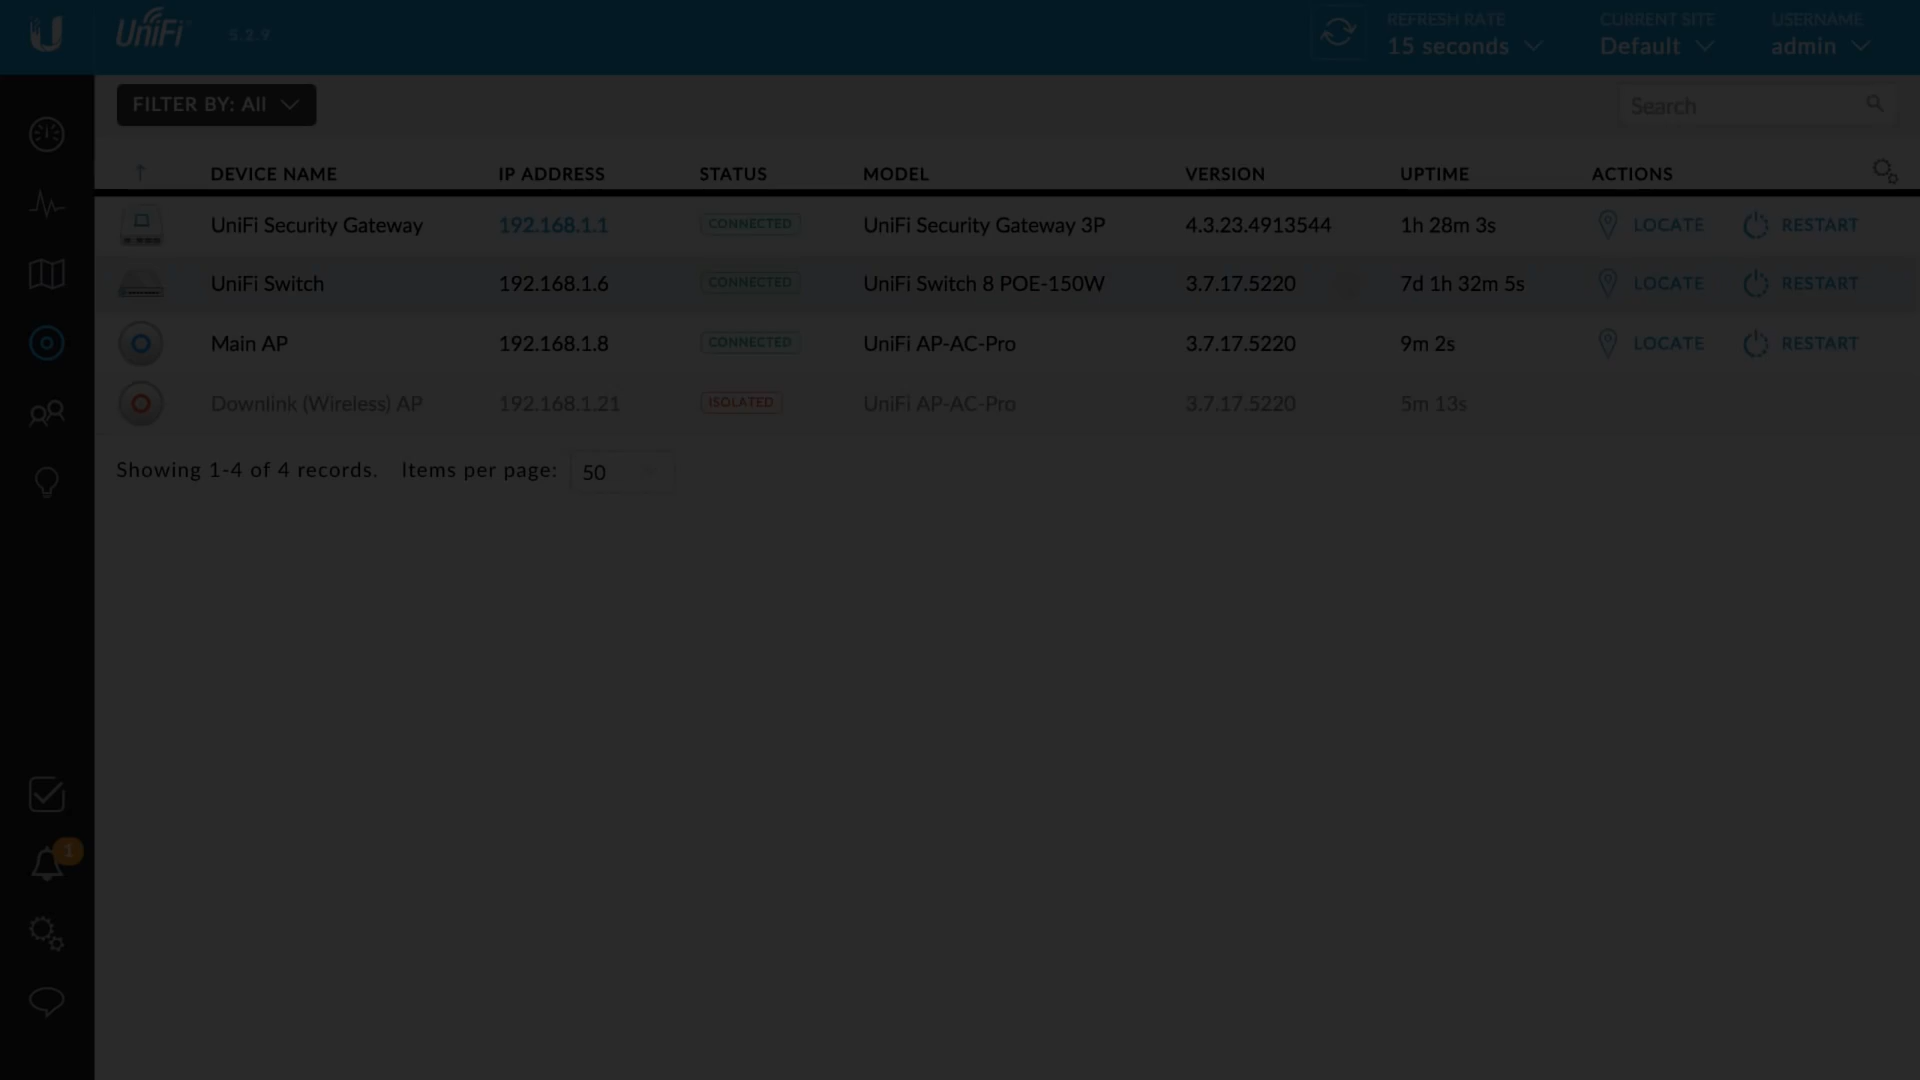 UniFi 5.2.9 REFRESH RATE 15 seconds CURRENT SITE Default USERNAME admin
FILTER BY: All Search
DEVICE NAME IP ADDRESS STATUS MODEL VERSION UPTIME ACTIONS
UniFi Security Gateway 192.168.1.1 CONNECTED UniFi Security Gateway 3P 4.3.23.4913544 1h 28m 3s LOCATE RESTART
UniFi Switch 192.168.1.6 CONNECTED UniFi Switch 8 POE-150W 3.7.17.5220 7d 1h 32m 5s LOCATE RESTART
Main AP 192.168.1.8 CONNECTED UniFi AP-AC-Pro 3.7.17.5220 9m 2s LOCATE RESTART
Downlink (Wireless) AP 192.168.1.21 ISOLATED UniFi AP-AC-Pro 3.7.17.5220 5m 13s
Showing 1-4 of 4 records. Items per page: 50
1